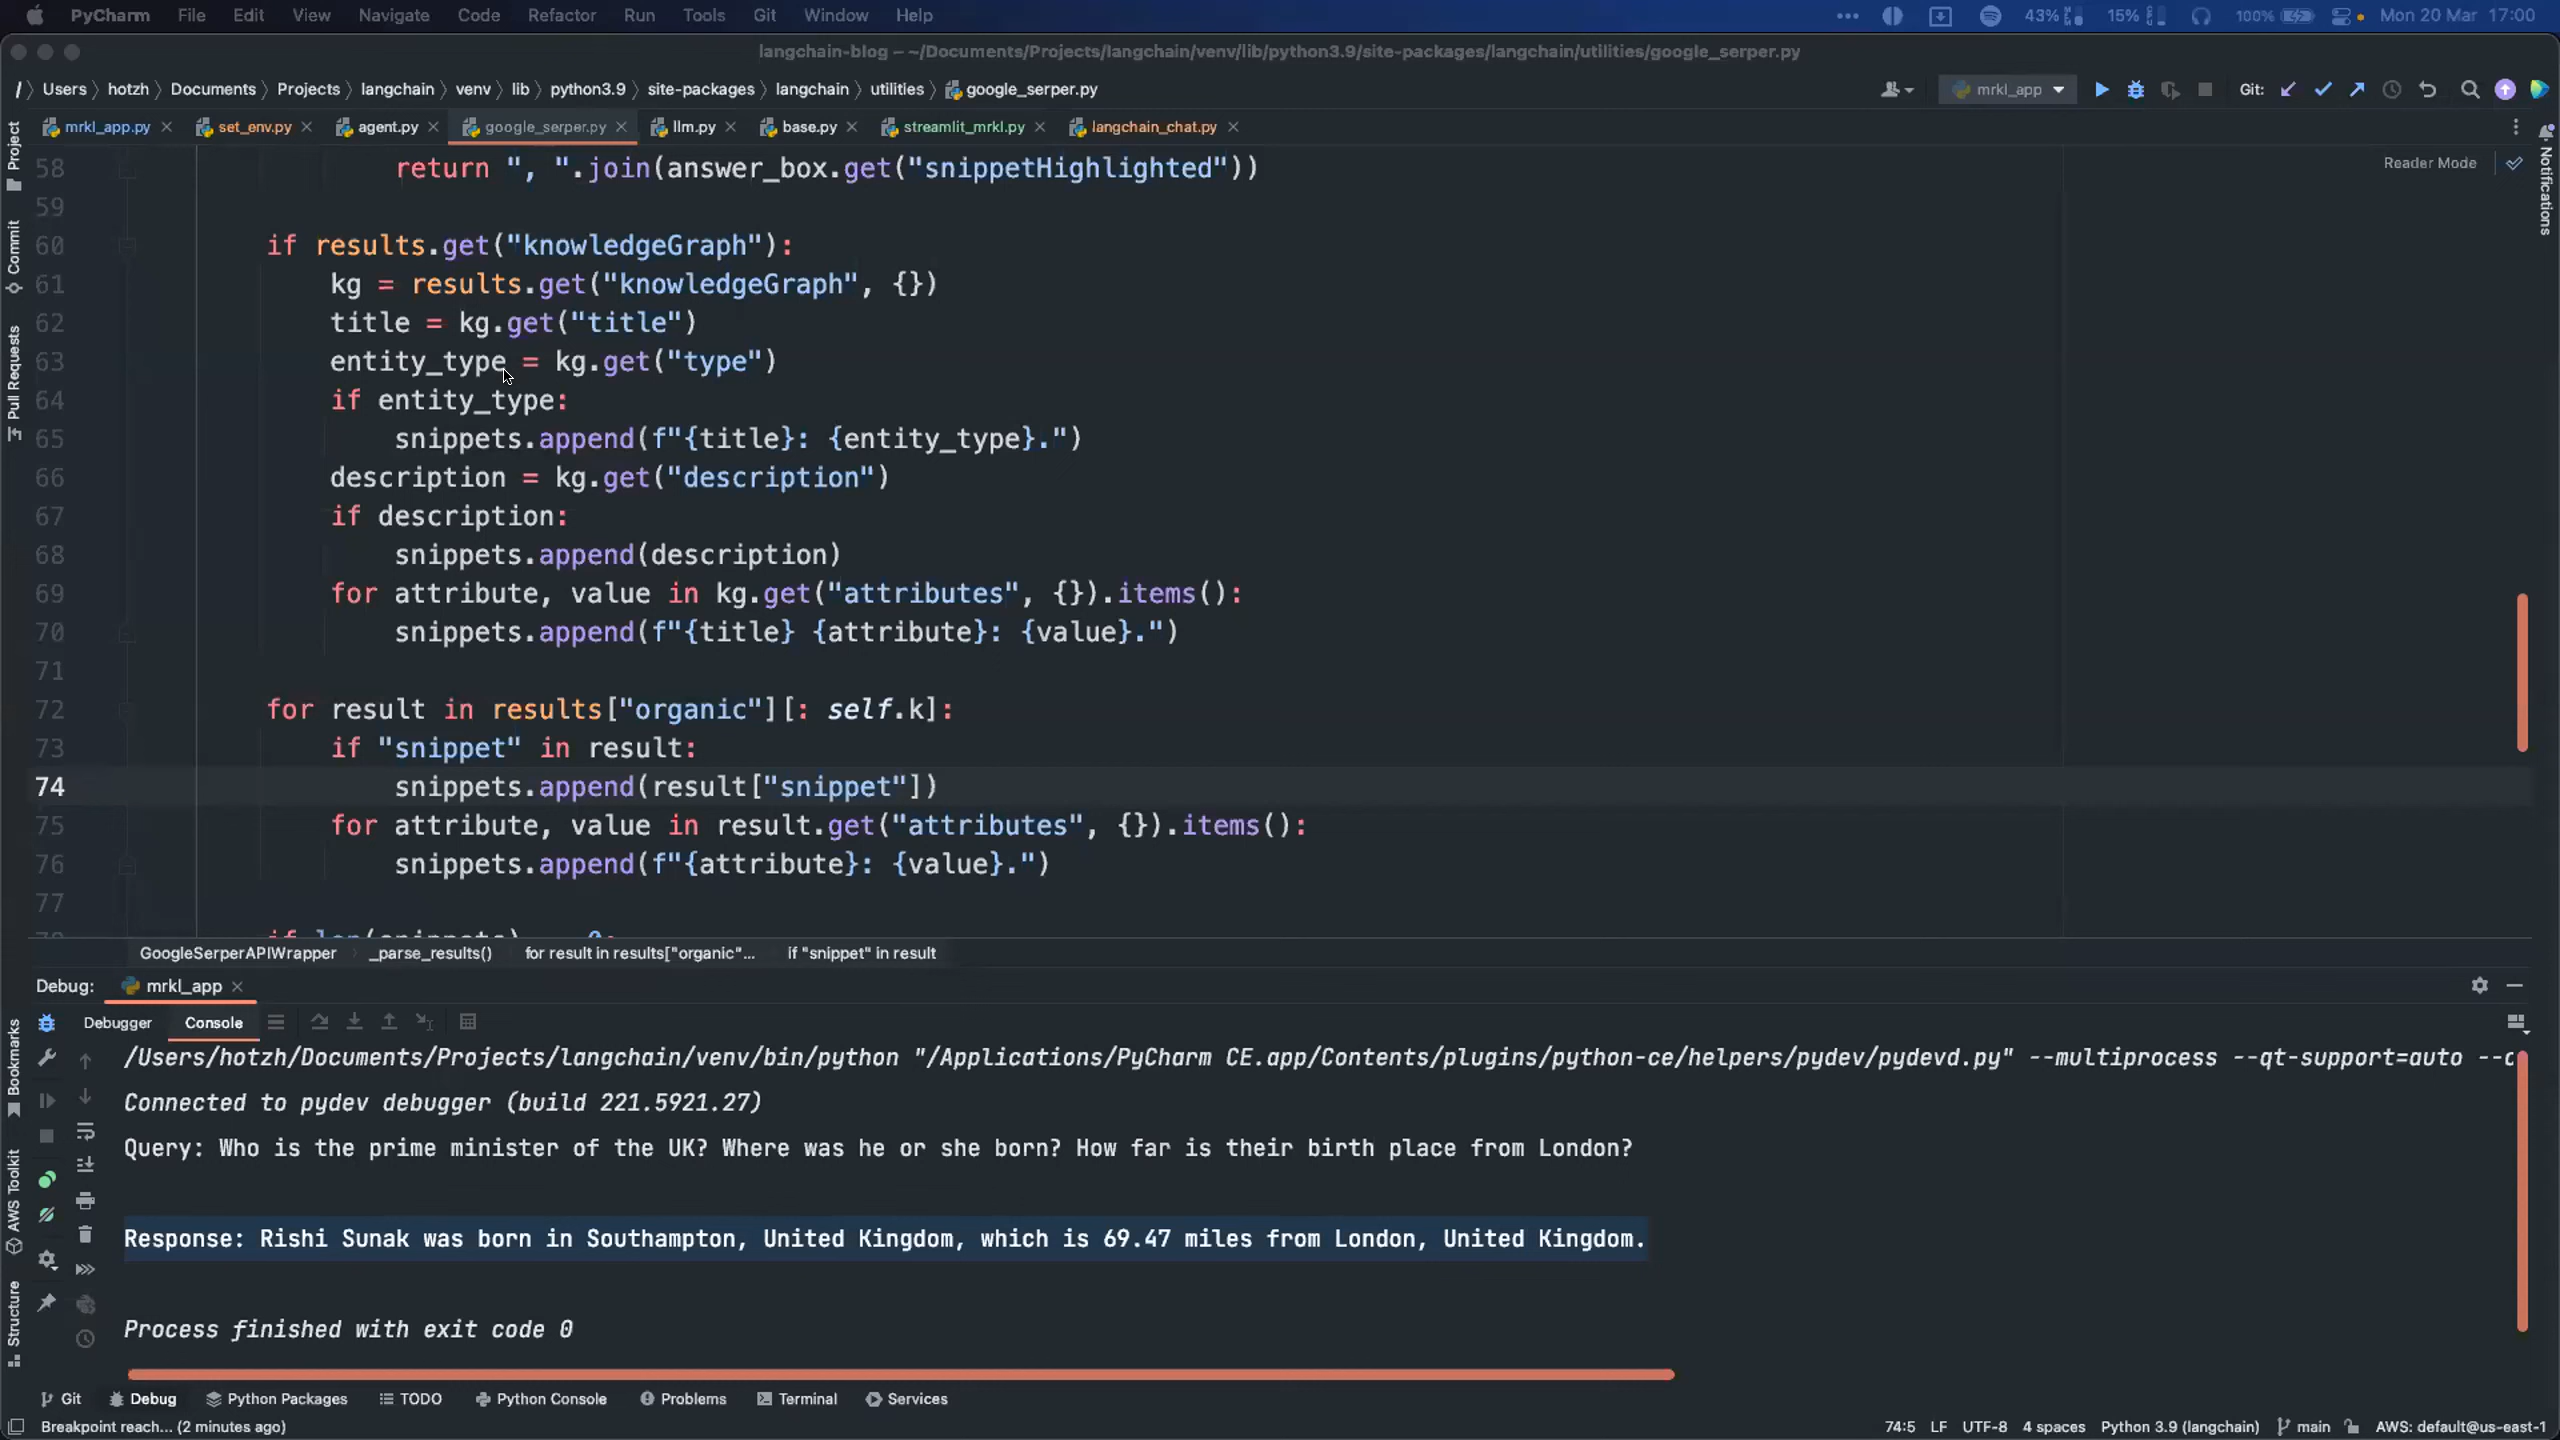 PyCharm File Edit View Navigate Code Refactor Run Tools Git Window Help 43% 15% 100% Mon 20 Mar 17:00
langchain-blog – ~/Documents/Projects/langchain/venv/lib/python3.9/site-packages/langchain/utilities/google_serper.py
/ Users hotzh Documents Projects langchain venv lib python3.9 site-packages langchain utilities google_serper.py mrkl_app Git:
mrkl_app.py set_env.py agent.py google_serper.py llm.py base.py streamlit_mrkl.py langchain_chat.py
Reader Mode
58 return ", ".join(answer_box.get("snippetHighlighted"))
59
60 if results.get("knowledgeGraph"):
61 kg = results.get("knowledgeGraph", {})
62 title = kg.get("title")
63 entity_type = kg.get("type")
64 if entity_type:
65 snippets.append(f"{title}: {entity_type}.")
66 description = kg.get("description")
67 if description:
68 snippets.append(description)
69 for attribute, value in kg.get("attributes", {}).items():
70 snippets.append(f"{title} {attribute}: {value}.")
71
72 for result in results["organic"][: self.k]:
73 if "snippet" in result:
74 snippets.append(result["snippet"])
75 for attribute, value in result.get("attributes", {}).items():
76 snippets.append(f"{attribute}: {value}.")
77
GoogleSerperAPIWrapper _parse_results() for result in results["organic"... if "snippet" in result
Debug: mrkl_app
Debugger Console
/Users/hotzh/Documents/Projects/langchain/venv/bin/python "/Applications/PyCharm CE.app/Contents/plugins/python-ce/helpers/pydev/pydevd.py" --multiprocess --qt-support=auto --c
Connected to pydev debugger (build 221.5921.27)
Query: Who is the prime minister of the UK? Where was he or she born? How far is their birth place from London?
Response: Rishi Sunak was born in Southampton, United Kingdom, which is 69.47 miles from London, United Kingdom.
Process finished with exit code 0
Git Debug Python Packages TODO Python Console Problems Terminal Services
Breakpoint reach... (2 minutes ago) 74:5 LF UTF-8 4 spaces Python 3.9 (langchain) main AWS: default@us-east-1
Project
Commit
Pull Requests
Bookmarks
AWS Toolkit
Structure
Notifications